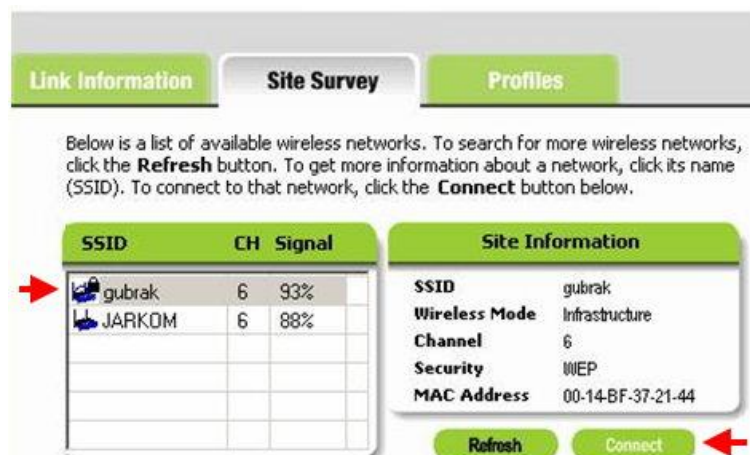 Link Information Site Survey Profiles
Below is a list of available wireless networks. To search for more wireless networks,
click the Refresh button. To get more information about a network, click its name
(SSID). To connect to that network, click the Connect button below.
SSID CH Signal
gubrak 6 93%
JARKOM 6 88%
Site Information
SSID gubrak
Wireless Mode Infrastructure
Channel 6
Security WEP
MAC Address 00-14-BF-37-21-44
Refresh Connect